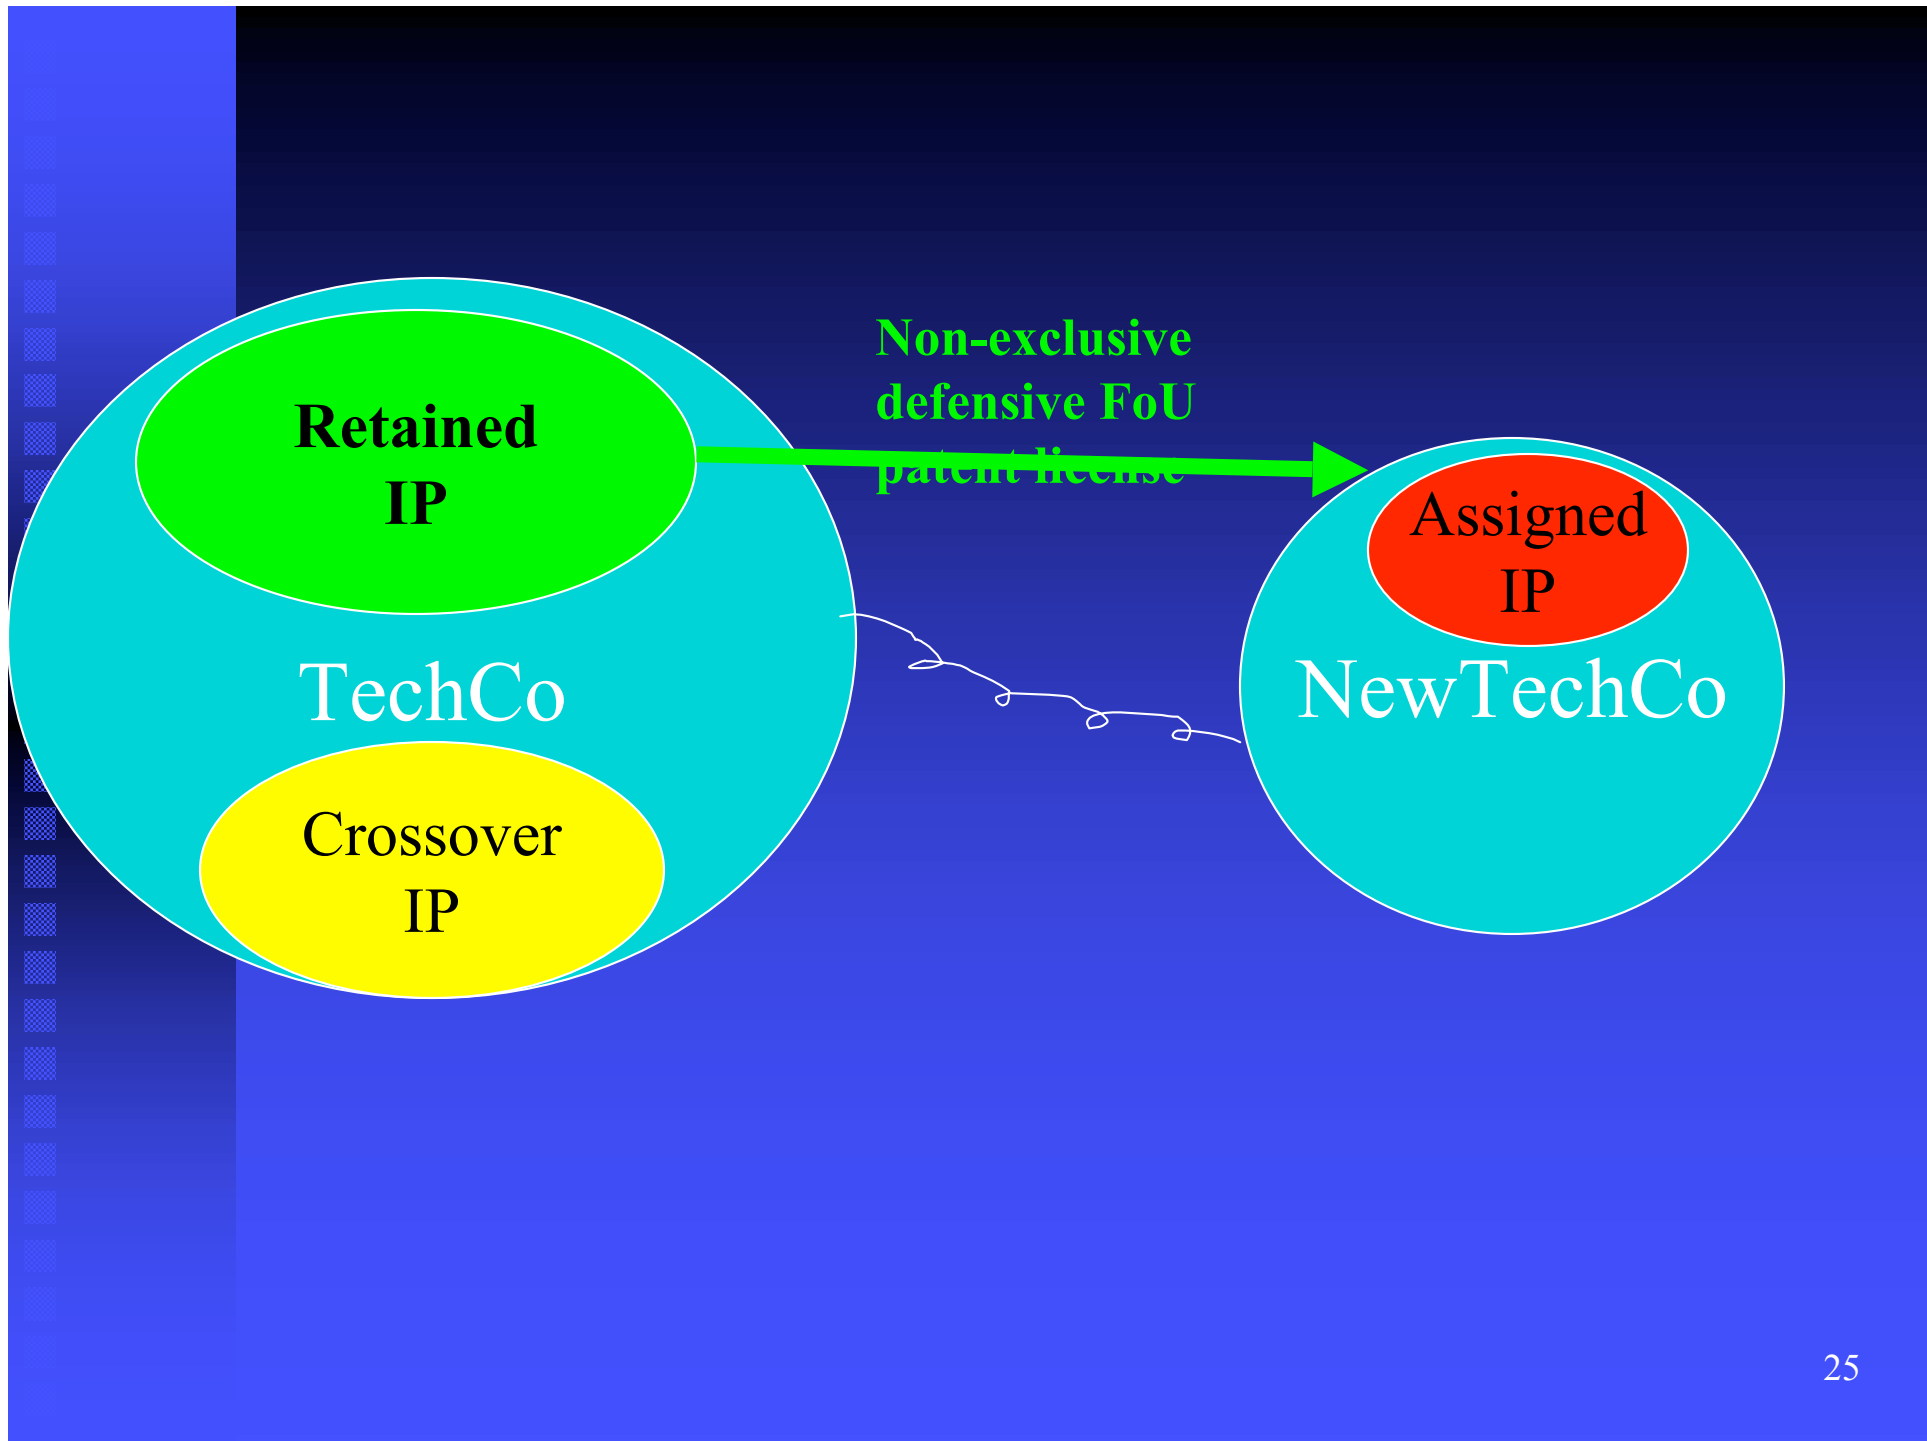 Non-exclusive
defensive FoU
patent license
Retained
IP
Assigned
IP
TechCo
NewTechCo
Crossover
IP
25